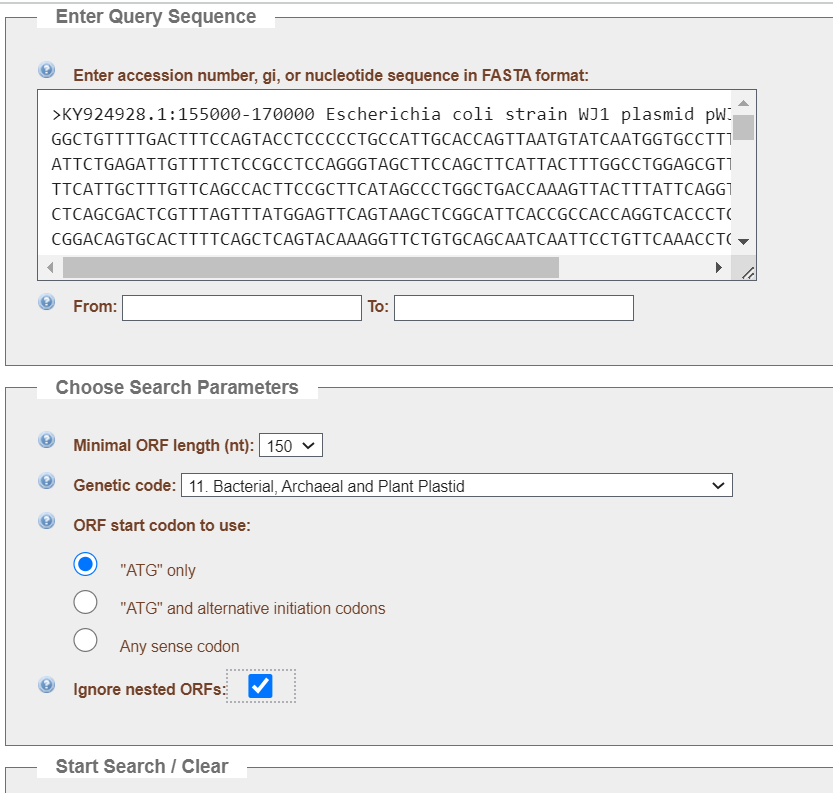 Enter Query Sequence
Enter accession number, gi, or nucleotide sequence in FASTA format:
>KY924928.1:155000-170000 Escherichia coli strain WJ1 plasmid pWJ
GGCTGTTTTGACTTTCCAGTACCTCCCCCTGCCATTGCACCAGTTAATGTATCAATGGTGCCTTT
ATTCTGAGATTGTTTTCTCCGCCTCCAGGGTAGCTTCCAGCTTCATTACTTTGGCCTGGAGCGTT
TTCATTGCTTTGTTCAGCCACTTCCGCTTCATAGCCCTGGCTGACCAAAGTTACTTTATTCAGGT
CTCAGCGACTCGTTTAGTTTATGGAGTTCAGTAAGCTCGGCATTCACCGCCACCAGGTCACCCTC
CGGACAGTGCACTTTTCAGCTCAGTACAAAGGTTCTGTGCAGCAATCAATTCCTGTTCAAACCTC
From: To:
Choose Search Parameters
Minimal ORF length (nt): 150
Genetic code: 11. Bacterial, Archaeal and Plant Plastid
ORF start codon to use:
"ATG" only
"ATG" and alternative initiation codons
Any sense codon
Ignore nested ORFs:
Start Search / Clear